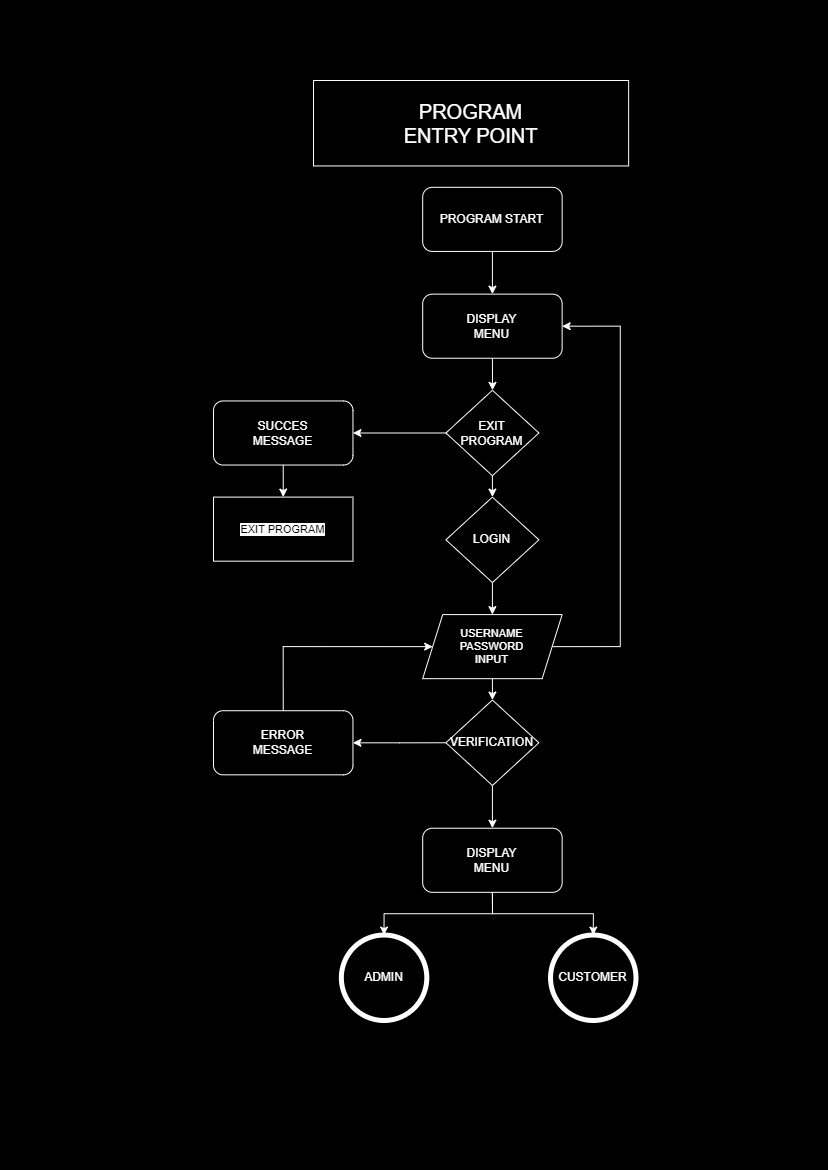 PROGRAM
ENTRY POINT
PROGRAM START
DISPLAY
MENU
EXIT
PROGRAM
SUCCES
MESSAGE
EXIT PROGRAM
LOGIN
USERNAME
PASSWORD
INPUT
VERIFICATION
ERROR
MESSAGE
DISPLAY
MENU
ADMIN
CUSTOMER